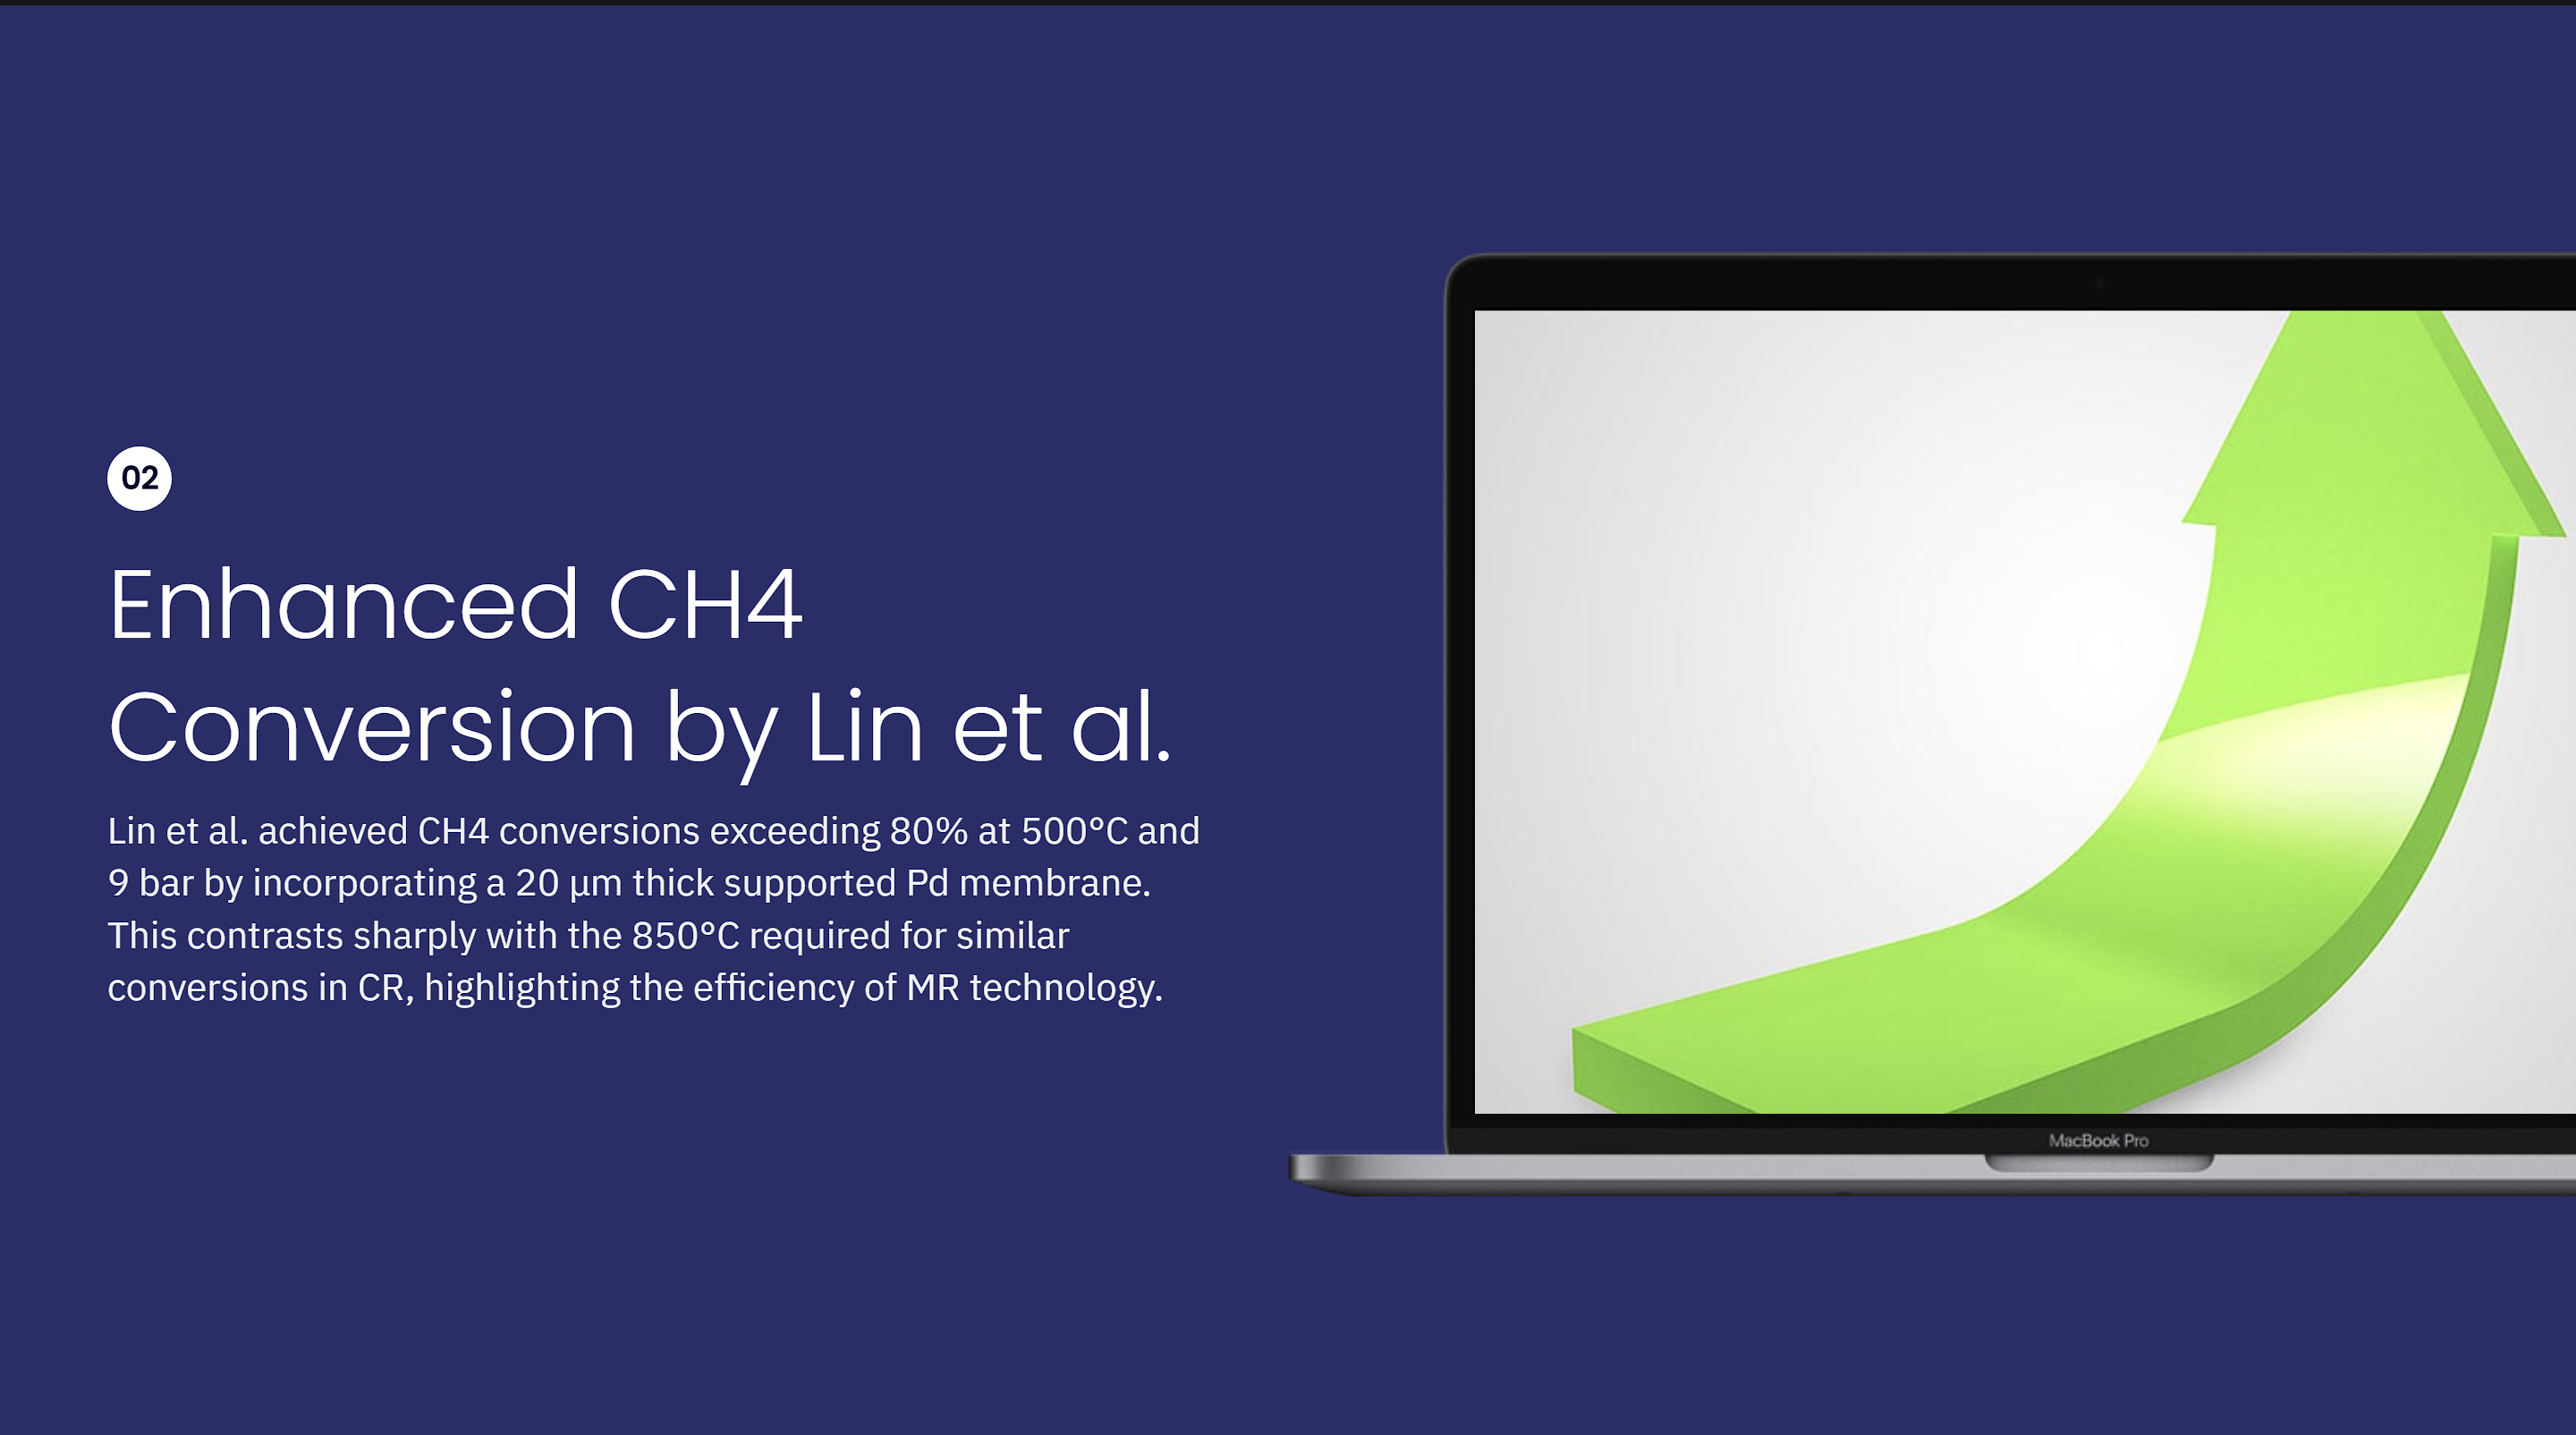 02
Enhanced CH4
Conversion by Lin et al.
Lin et al. achieved CH4 conversions exceeding 80% at 500°C and
9 bar by incorporating a 20 µm thick supported Pd membrane.
This contrasts sharply with the 850°C required for similar
conversions in CR, highlighting the efficiency of MR technology.
MacBook Pro